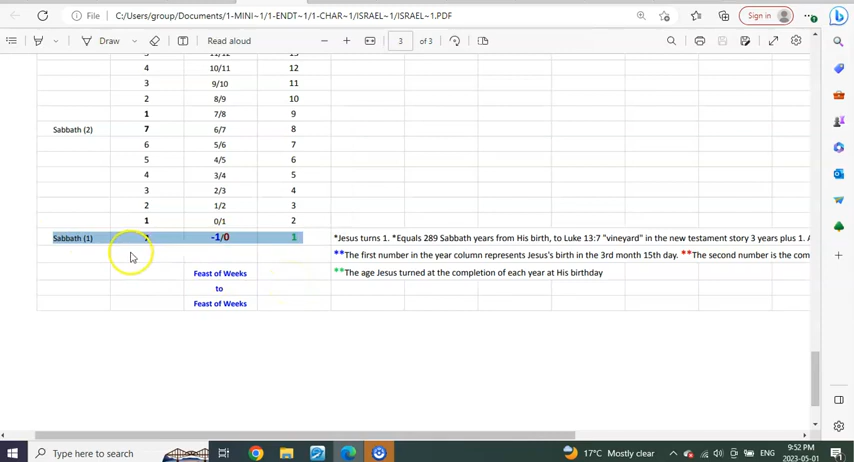 File
C:/Users/group/Documents/1-MINI~1/1-ENDT~1/1-CHAR~1/ISRAEL~1/ISRAEL~1.PDF
Sign in
Draw
Read aloud
3 of 3
4 10/11 12
3 9/10 11
2 8/9 10
1 7/8 9
Sabbath (2) 7 6/7 8
6 5/6 7
5 4/5 6
4 3/4 5
3 2/3 4
2 1/2 3
1 0/1 2
Sabbath (1) -1/0 1 *Jesus turns 1. *Equals 289 Sabbath years from His birth, to Luke 13:7 "vineyard" in the new testament story 3 years plus 1.
**The first number in the year column represents Jesus's birth in the 3rd month 15th day. **The second number is the com
Feast of Weeks **The age Jesus turned at the completion of each year at His birthday
to
Feast of Weeks
Type here to search
17°C Mostly clear
ENG
9:52 PM
2023-05-01